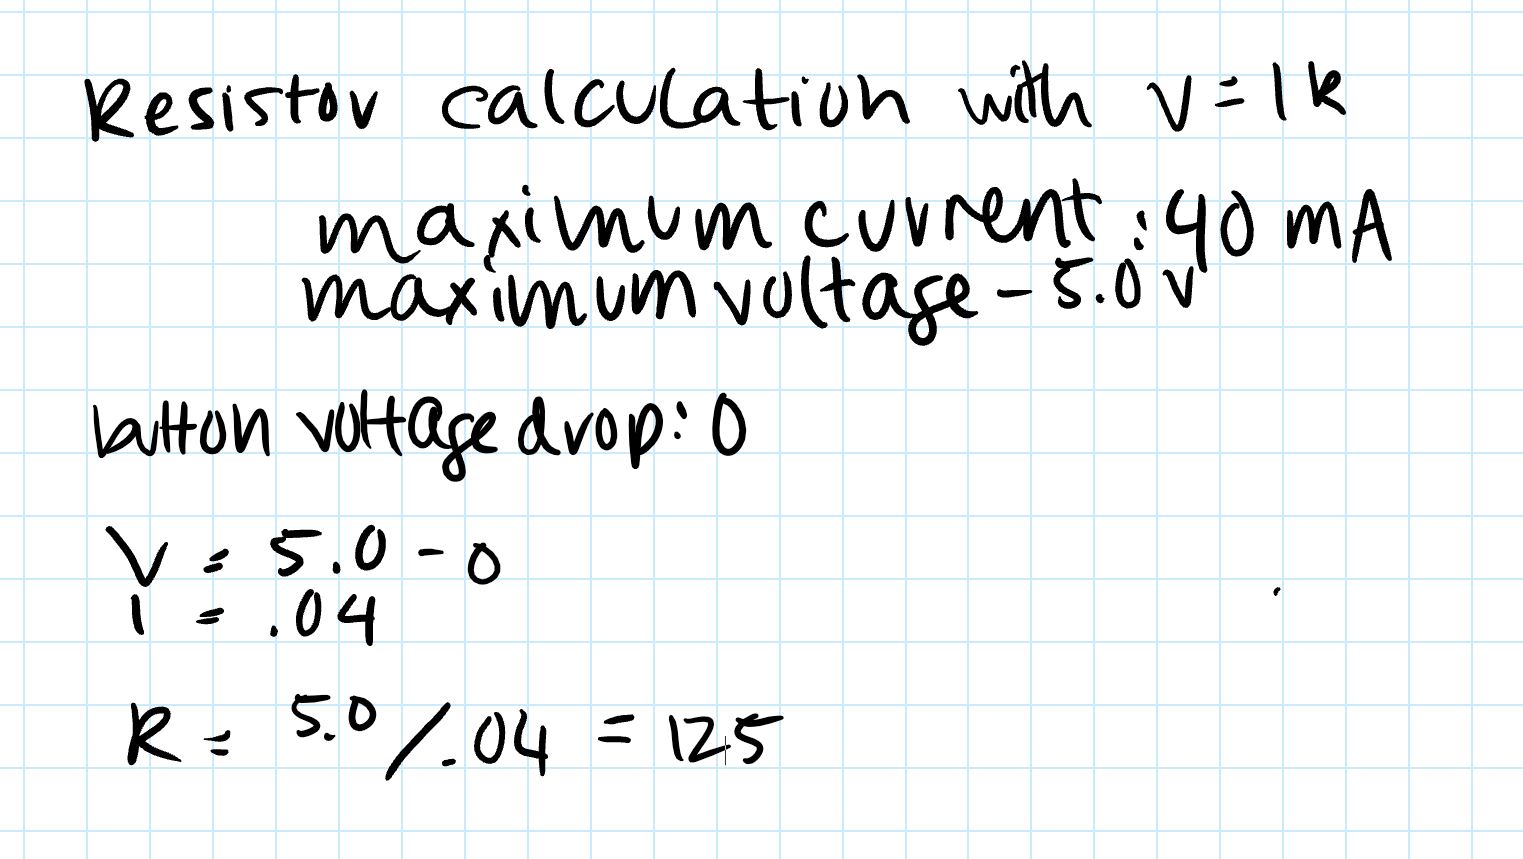 Resistor calculation with V = 1k
maximum current : 40 mA
maximum voltage - 5.0 V
button voltage drop: 0
V = 5.0 - 0
I = .04
R = 5.0 / .04 = 125